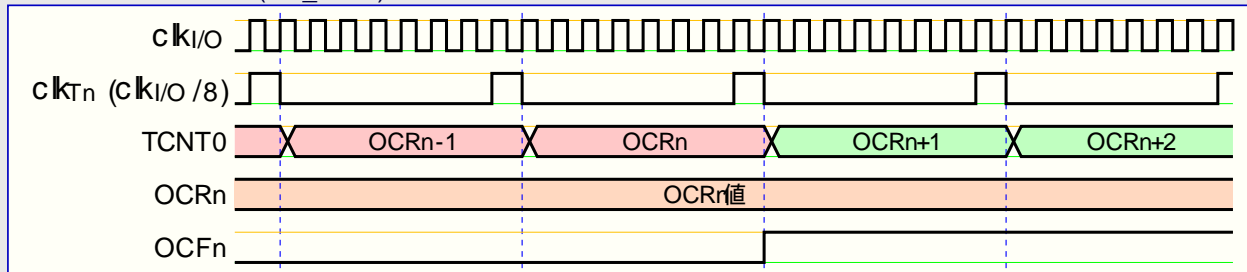 clkI/O
clkTn (clkI/O /8)
TCNT0 OCRn-1 OCRn OCRn+1 OCRn+2
OCRn OCRn値
OCFn